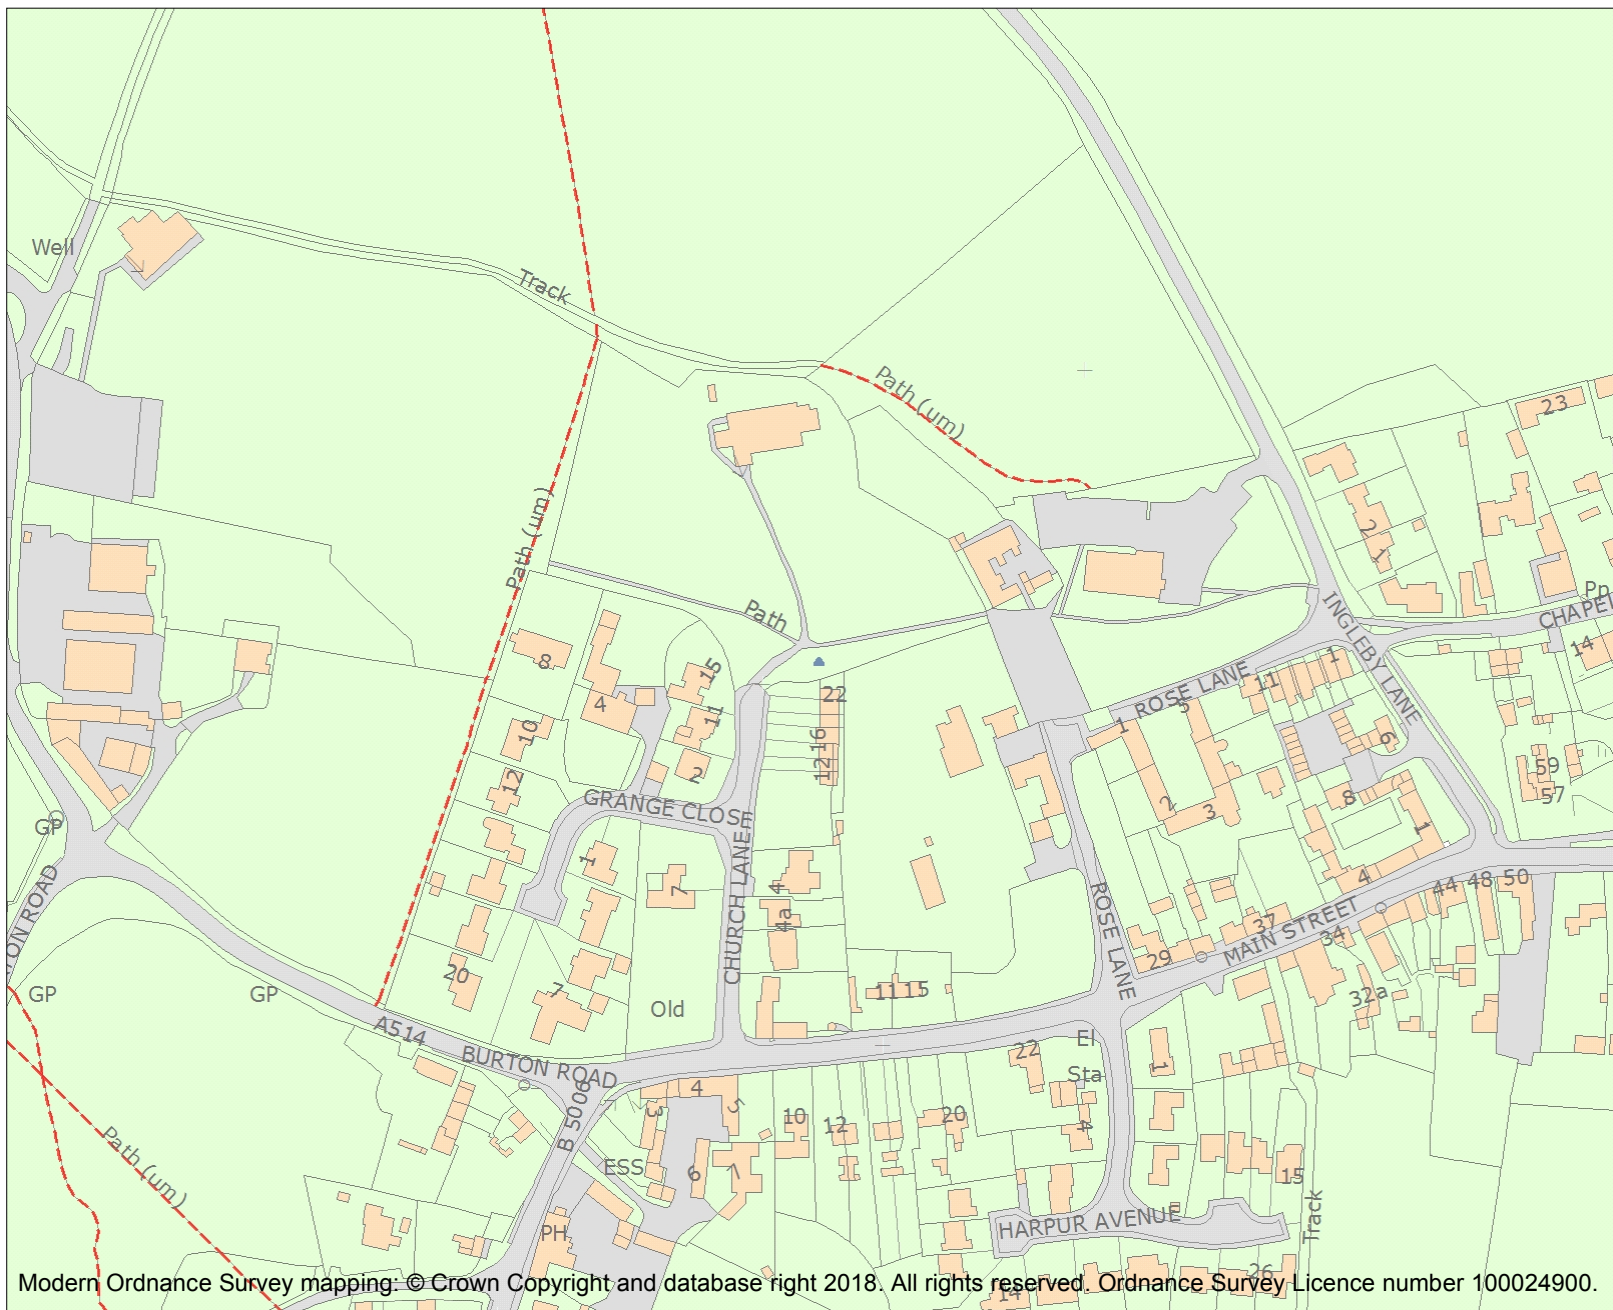 Well
Track
Path (um)
23
Path (um)
2
1
Pp
CHAPEL
INGLEBY LANE
14
Path
8
15
4
11
10
22
16
12
ROSE LANE
11
1
5
1
6
2
12
GRANGE CLOSE
59
57
8
2
3
1
GP
1
7
CHURCH LANE
4
4a
4
44
48
50
TON ROAD
ROSE LANE
37
MAIN STREET
34
29
20
7
GP
GP
Old
11
15
32a
A514
BURTON ROAD
El
Sta
22
1
B 5006
4
3
5
10
12
20
4
Path (um)
ESS
6
7
15
PH
HARPUR AVENUE
Track
26
14
Modern Ordnance Survey mapping: © Crown Copyright and database right 2018. All rights reserved. Ordnance Survey Licence number 100024900.